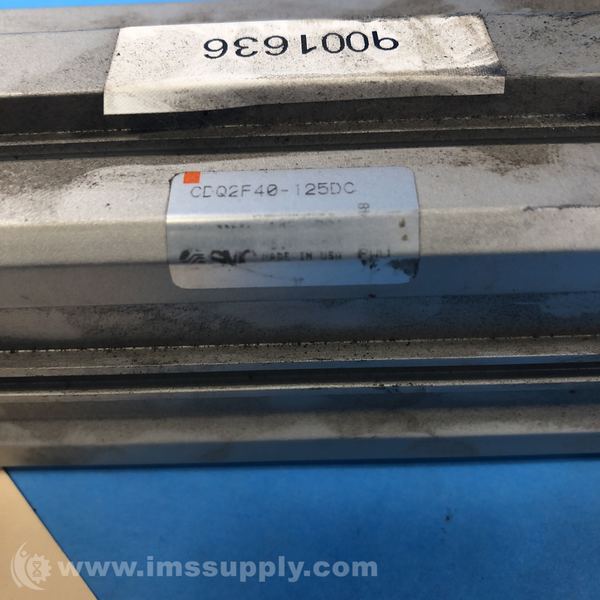 9001636
CDQ2F40-125DC
SMC MADE IN USA
www.imssupply.com